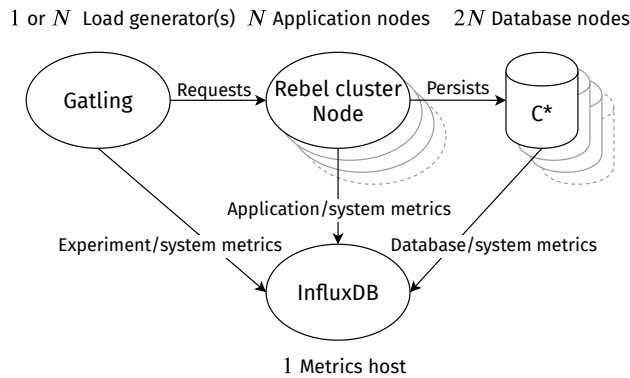 1 or N Load generator(s) N Application nodes 2N Database nodes
Gatling
Requests
Rebel cluster
Node
Persists
C*
Application/system metrics
Experiment/system metrics
Database/system metrics
InfluxDB
1 Metrics host